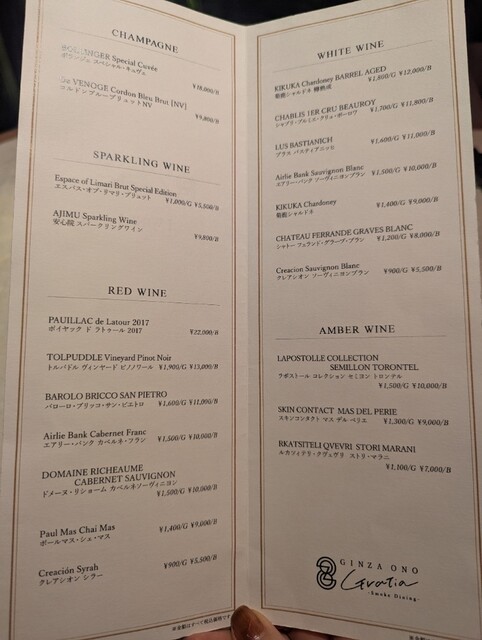 CHAMPAGNE
BOLLINGER Special Cuvée
ボランジェ スペシャル・キュヴェ
¥18,000/B
De VENOGE Cordon Bleu Brut [NV]
コルドンブルーブリュットNV
¥9,800/B
SPARKLING WINE
Espace of Limari Brut Special Edition
エスパス・オブ・リマリ・ブリュット ¥1,000/G ¥5,500/B
AJIMU Sparkling Wine
安心院 スパークリングワイン ¥9,800/B
RED WINE
PAUILLAC de Latour 2017
ポイヤック ド ラトゥール 2017 ¥22,000/B
TOLPUDDLE Vineyard Pinot Noir
トルパドル ヴィンヤード ピノノワール ¥1,900/G ¥13,000/B
BAROLO BRICCO SAN PIETRO
バローロ・ブリッコ・サン・ピエトロ ¥1,600/G ¥11,000/B
Airlie Bank Cabernet Franc
エアリー・バンク カベルネ・フラン ¥1,500/G ¥10,000/B
DOMAINE RICHEAUME
CABERNET SAUVIGNON
ドメーヌ・リショーム カベルネソーヴィニヨン
¥1,500/G ¥10,000/B
Paul Mas Chai Mas
ポールマス・シェ・マス ¥1,400/G ¥9,000/B
Creación Syrah
クレアシオン シラー ¥900/G ¥5,500/B
※金額はすべて税込価格です
WHITE WINE
KIKUKA Chardoney BARREL AGED
菊鹿シャルドネ 樽熟成 ¥1,800/G ¥12,000/B
CHABLIS 1ER CRU BEAUROY
シャブリ・プルミエ・クリュ・ボーロワ ¥1,700/G ¥11,800/B
LUS BASTIANICH
プラス バスティアニッヒ ¥1,600/G ¥11,000/B
Airlie Bank Sauvignon Blanc
エアリー・バンク ソーヴィニヨンブラン ¥1,500/G ¥10,000/B
KIKUKA Chardoney
菊鹿シャルドネ ¥1,400/G ¥9,000/B
CHATEAU FERRANDE GRAVES BLANC
シャトー フェランド・グラーブ・ブラン ¥1,200/G ¥8,000/B
Creacion Sauvignon Blanc
クレアシオン ソーヴィニヨンブラン ¥900/G ¥5,500/B
AMBER WINE
LAPOSTOLLE COLLECTION
SEMILLON TORONTEL
ラポストール コレクション セミヨン トロンテル
¥1,500/G ¥10,000/B
SKIN CONTACT MAS DEL PERIE
スキンコンタクト マス デル ペリエ ¥1,300/G ¥9,000/B
RKATSITELI QVEVRI STORI MARANI
ルカツィテリ・クヴェヴリ ストリ・マラニ
¥1,100/G ¥7,000/B
GINZA ONO
Gratia
-Smoke Dining-